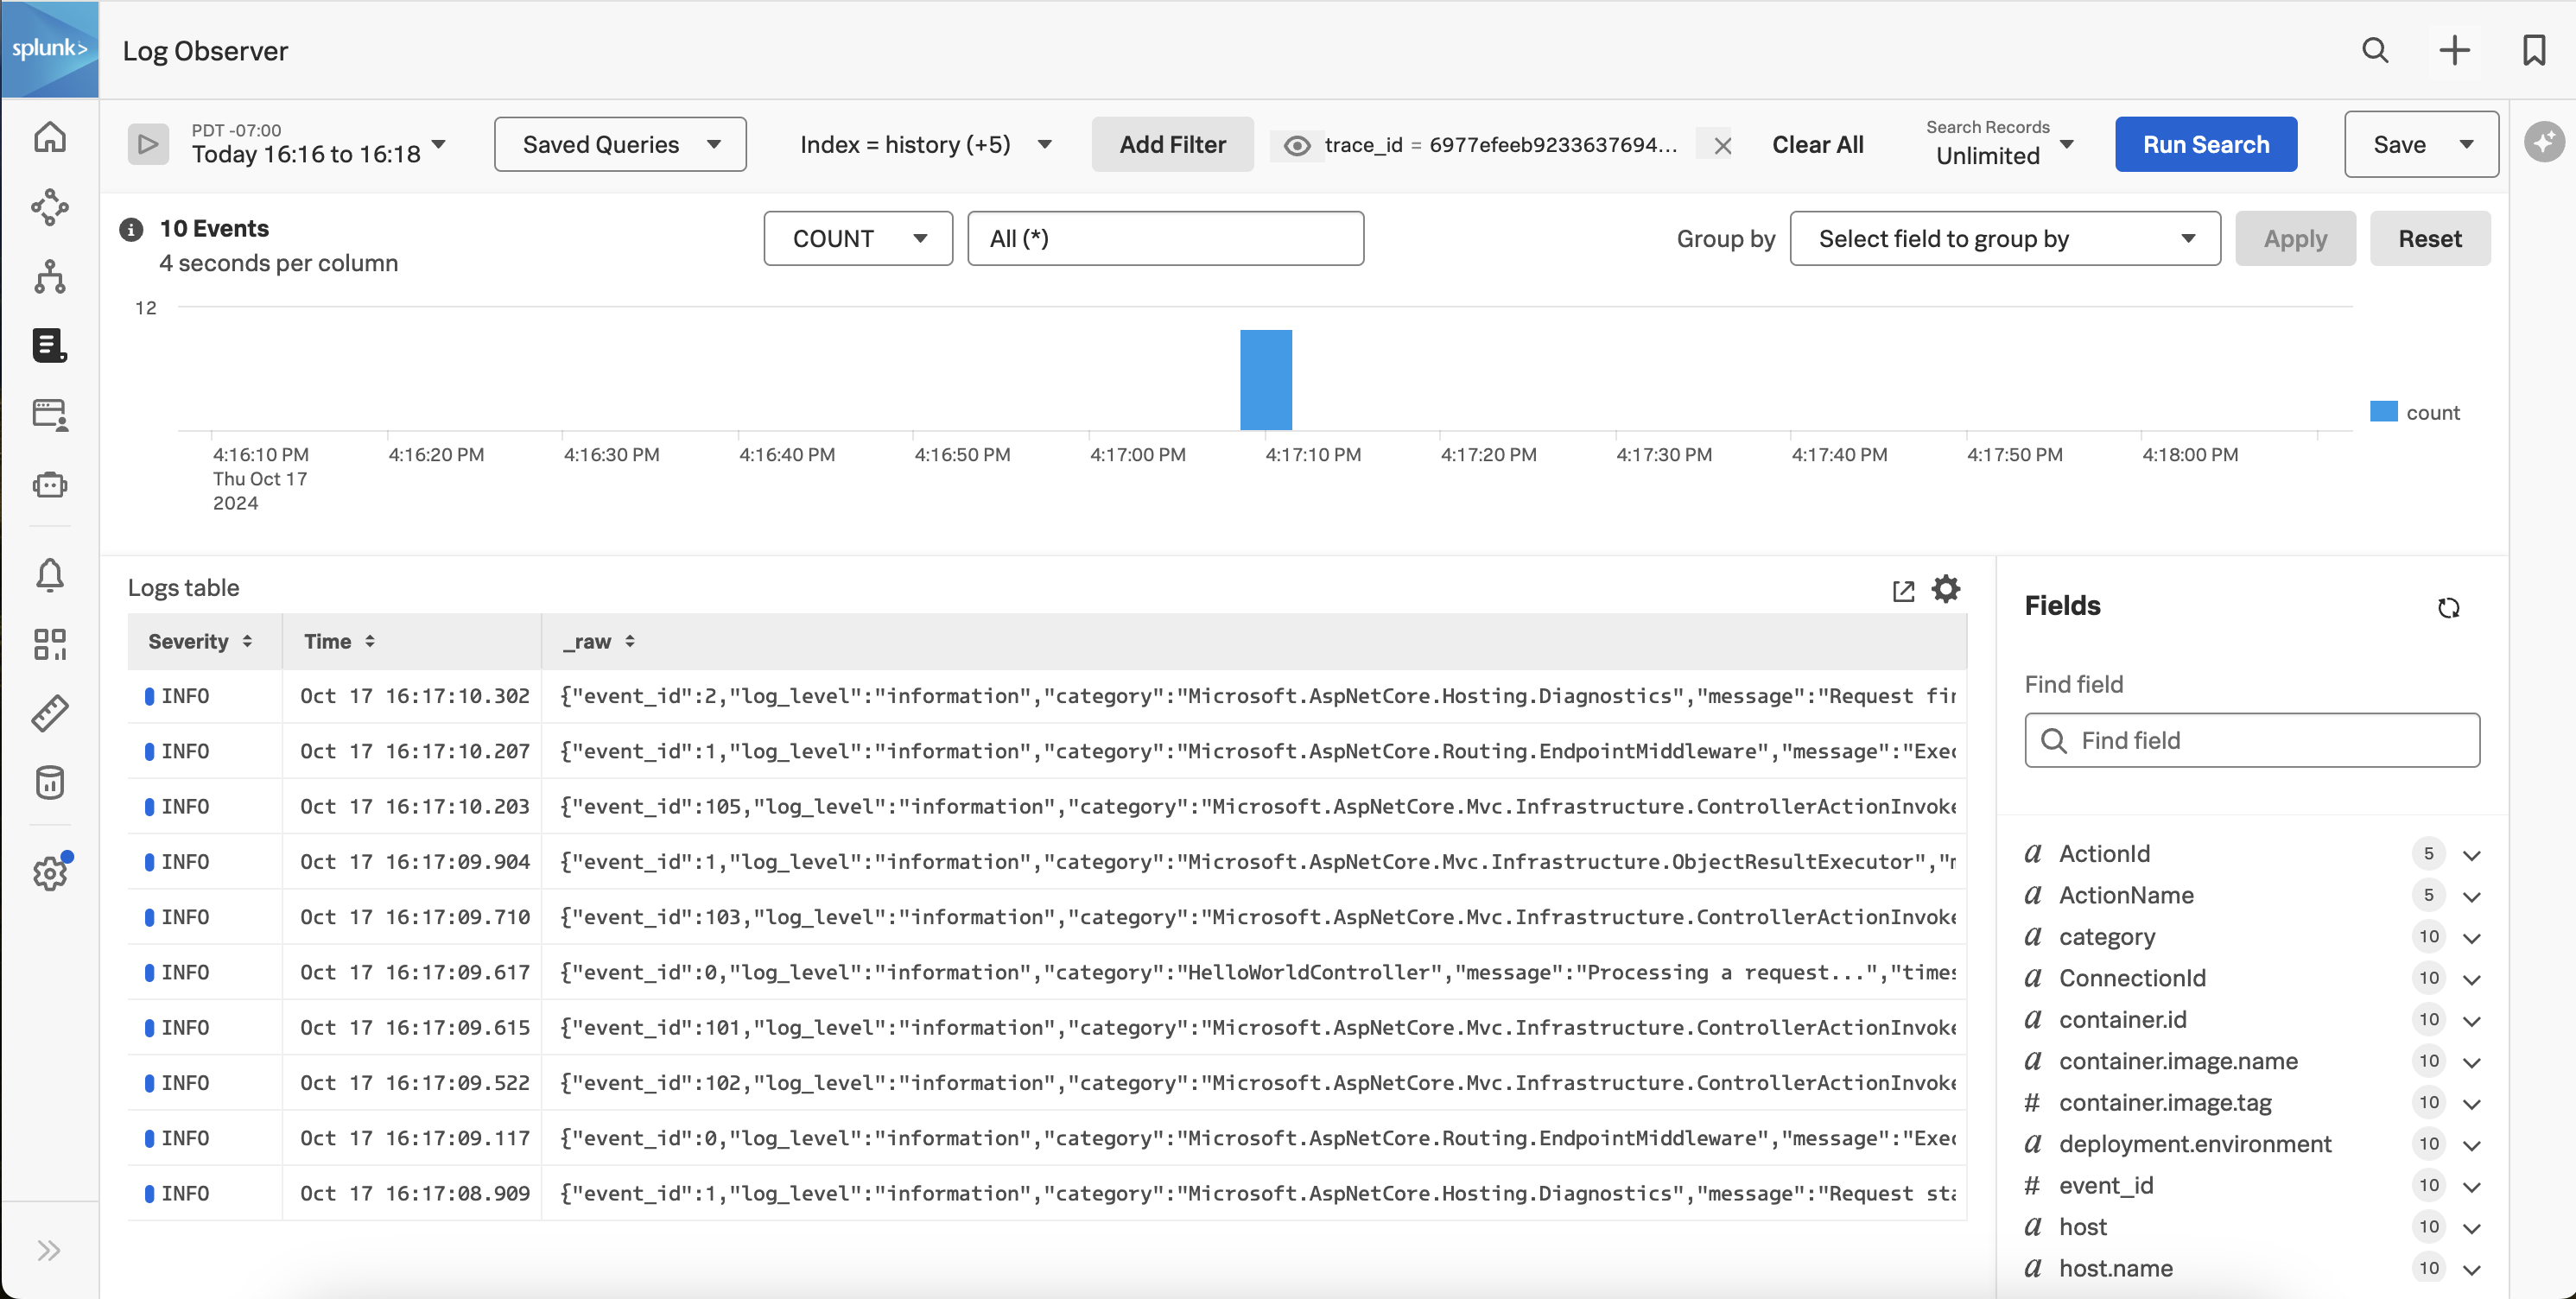 splunk>
Log Observer
PDT -07:00
Today 16:16 to 16:18
Saved Queries
Index = history (+5)
Add Filter
trace_id = 6977efeeb9233637694...
Clear All
Search Records
Unlimited
Run Search
Save
10 Events
4 seconds per column
COUNT
All (*)
Group by
Select field to group by
Apply
Reset
12
count
4:16:10 PM 4:16:20 PM 4:16:30 PM 4:16:40 PM 4:16:50 PM 4:17:00 PM 4:17:10 PM 4:17:20 PM 4:17:30 PM 4:17:40 PM 4:17:50 PM 4:18:00 PM
Thu Oct 17
2024
Logs table
Severity Time _raw
INFO Oct 17 16:17:10.302 {"event_id":2,"log_level":"information","category":"Microsoft.AspNetCore.Hosting.Diagnostics","message":"Request fin
INFO Oct 17 16:17:10.207 {"event_id":1,"log_level":"information","category":"Microsoft.AspNetCore.Routing.EndpointMiddleware","message":"Exec
INFO Oct 17 16:17:10.203 {"event_id":105,"log_level":"information","category":"Microsoft.AspNetCore.Mvc.Infrastructure.ControllerActionInvoke
INFO Oct 17 16:17:09.904 {"event_id":1,"log_level":"information","category":"Microsoft.AspNetCore.Mvc.Infrastructure.ObjectResultExecutor","m
INFO Oct 17 16:17:09.710 {"event_id":103,"log_level":"information","category":"Microsoft.AspNetCore.Mvc.Infrastructure.ControllerActionInvoke
INFO Oct 17 16:17:09.617 {"event_id":0,"log_level":"information","category":"HelloWorldController","message":"Processing a request...","times
INFO Oct 17 16:17:09.615 {"event_id":101,"log_level":"information","category":"Microsoft.AspNetCore.Mvc.Infrastructure.ControllerActionInvoke
INFO Oct 17 16:17:09.522 {"event_id":102,"log_level":"information","category":"Microsoft.AspNetCore.Mvc.Infrastructure.ControllerActionInvoke
INFO Oct 17 16:17:09.117 {"event_id":0,"log_level":"information","category":"Microsoft.AspNetCore.Routing.EndpointMiddleware","message":"Exec
INFO Oct 17 16:17:08.909 {"event_id":1,"log_level":"information","category":"Microsoft.AspNetCore.Hosting.Diagnostics","message":"Request sta
Fields
Find field
Find field
a ActionId 5
a ActionName 5
a category 10
a ConnectionId 10
a container.id 10
a container.image.name 10
# container.image.tag 10
a deployment.environment 10
# event_id 10
a host 10
a host.name 10